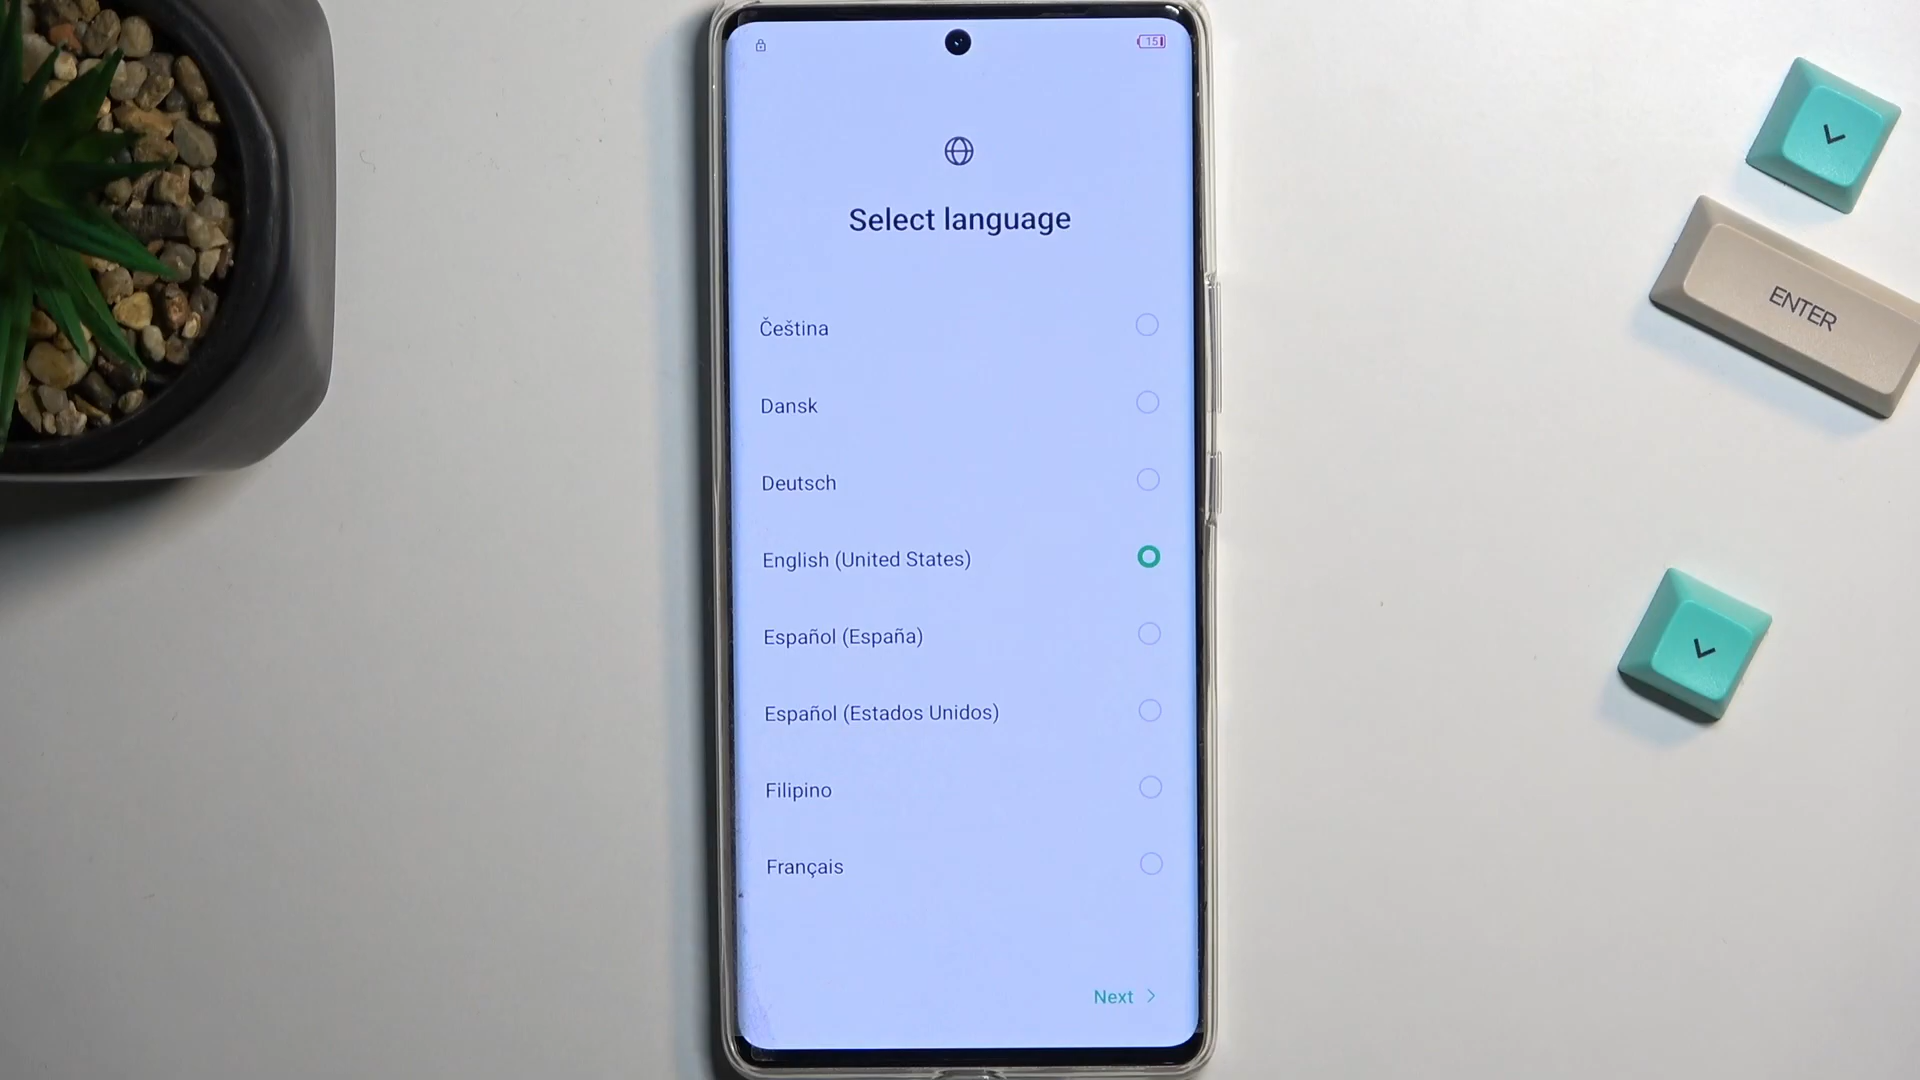 15
Select language
Čeština
Dansk
Deutsch
English (United States)
Español (España)
Español (Estados Unidos)
Filipino
Français
Next
ENTER